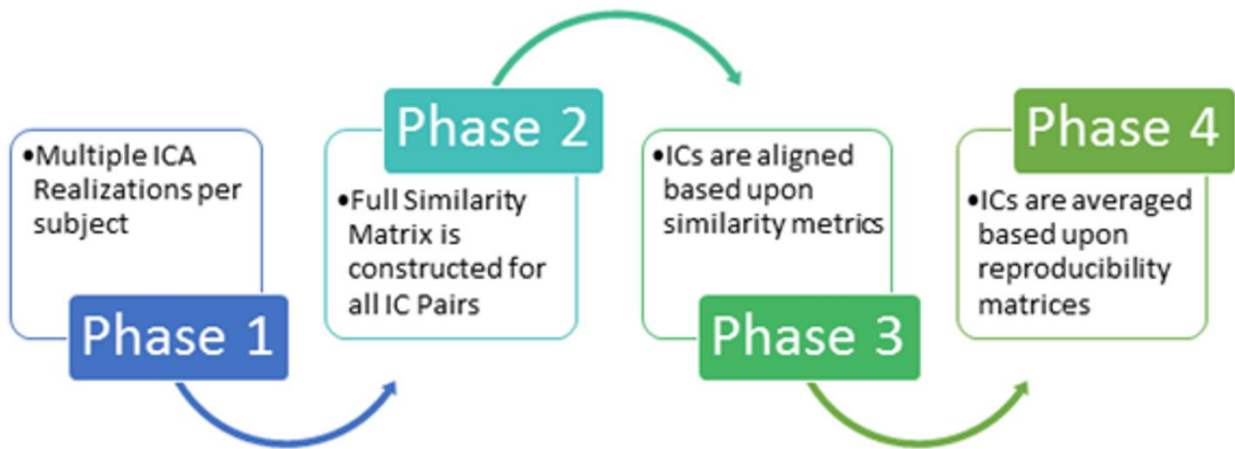 •Multiple ICA
Realizations per
subject
Phase 1
Phase 2
•Full Similarity
Matrix is
constructed for
all IC Pairs
•ICs are aligned
based upon
similarity metrics
Phase 3
Phase 4
•ICs are averaged
based upon
reproducibility
matrices